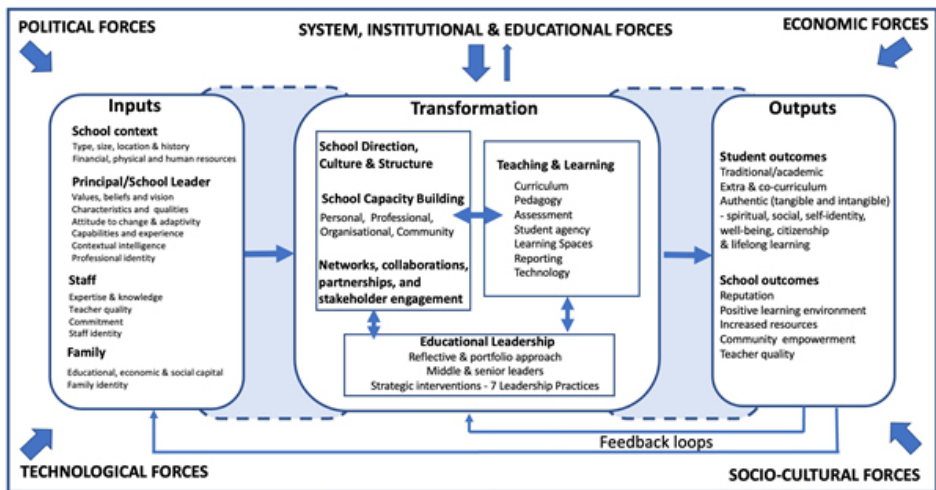 POLITICAL FORCES
SYSTEM, INSTITUTIONAL & EDUCATIONAL FORCES
ECONOMIC FORCES
Inputs
School context
Type, size, location & history
Financial, physical and human resources
Principal/School Leader
Values, beliefs and vision
Characteristics and qualities
Attitude to change & adaptivity
Capabilities and experience
Contextual intelligence
Professional identity
Staff
Expertise & knowledge
Teacher quality
Commitment
Staff identity
Family
Educational, economic & social capital
Family identity
Transformation
School Direction,
Culture & Structure
School Capacity Building
Personal, Professional,
Organisational, Community
Networks, collaborations,
partnerships, and
stakeholder engagement
Teaching & Learning
Curriculum
Pedagogy
Assessment
Student agency
Learning Spaces
Reporting
Technology
Educational Leadership
Reflective & portfolio approach
Middle & senior leaders
Strategic interventions - 7 Leadership Practices
Outputs
Student outcomes
Traditional/academic
Extra & co-curriculum
Authentic (tangible and intangible)
- spiritual, social, self-identity,
well-being, citizenship
& lifelong learning
School outcomes
Reputation
Positive learning environment
Increased resources
Community empowerment
Teacher quality
Feedback loops
TECHNOLOGICAL FORCES
SOCIO-CULTURAL FORCES